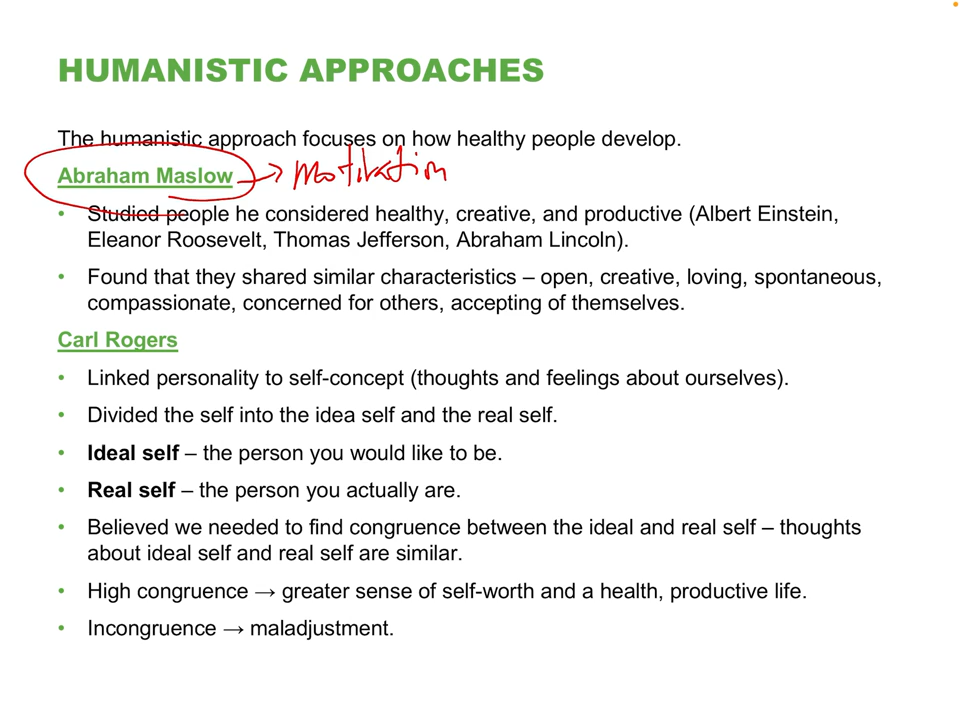 HUMANISTIC APPROACHES
The humanistic approach focuses on how healthy people develop.
Abraham Maslow → motivation
• Studied people he considered healthy, creative, and productive (Albert Einstein,
Eleanor Roosevelt, Thomas Jefferson, Abraham Lincoln).
• Found that they shared similar characteristics – open, creative, loving, spontaneous,
compassionate, concerned for others, accepting of themselves.
Carl Rogers
• Linked personality to self-concept (thoughts and feelings about ourselves).
• Divided the self into the idea self and the real self.
• Ideal self – the person you would like to be.
• Real self – the person you actually are.
• Believed we needed to find congruence between the ideal and real self – thoughts
about ideal self and real self are similar.
• High congruence → greater sense of self-worth and a health, productive life.
• Incongruence → maladjustment.